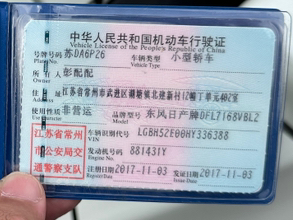 中华人民共和国机动车行驶证
Vehicle License of the People's Republic of China
号牌号码 苏DA6P26 车辆类型 小型轿车
Plate No. Vehicle Type
所有人 彭配配
Owner
住址 江苏省常州市武进区湖塘镇北建新村12幢丁单元402室
Address
使用性质 非营运 品牌型号 东风日产牌DFL7168VBL2
Use Character Model
江苏省常州市公安局交通警察支队
车辆识别代号 LGBH52E00HY336388
VIN
发动机号码 881431Y
Engine No.
注册日期 2017-11-03 发证日期 2017-11-03
Register Date Issue Date